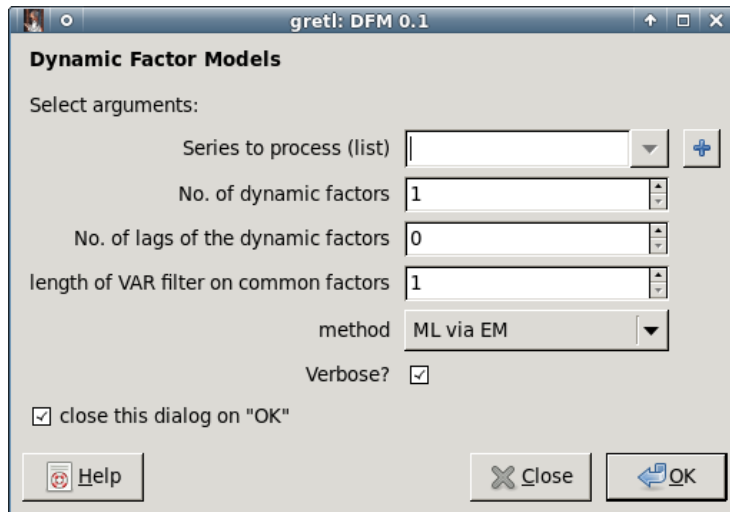 gretl: DFM 0.1
Dynamic Factor Models
Select arguments:
Series to process (list)
No. of dynamic factors 1
No. of lags of the dynamic factors 0
length of VAR filter on common factors 1
method ML via EM
Verbose?
close this dialog on "OK"
Help Close OK